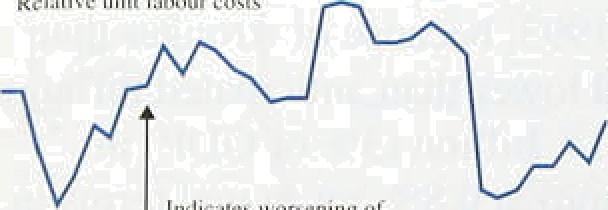 Relative unit labour costs
Indicates worsening of